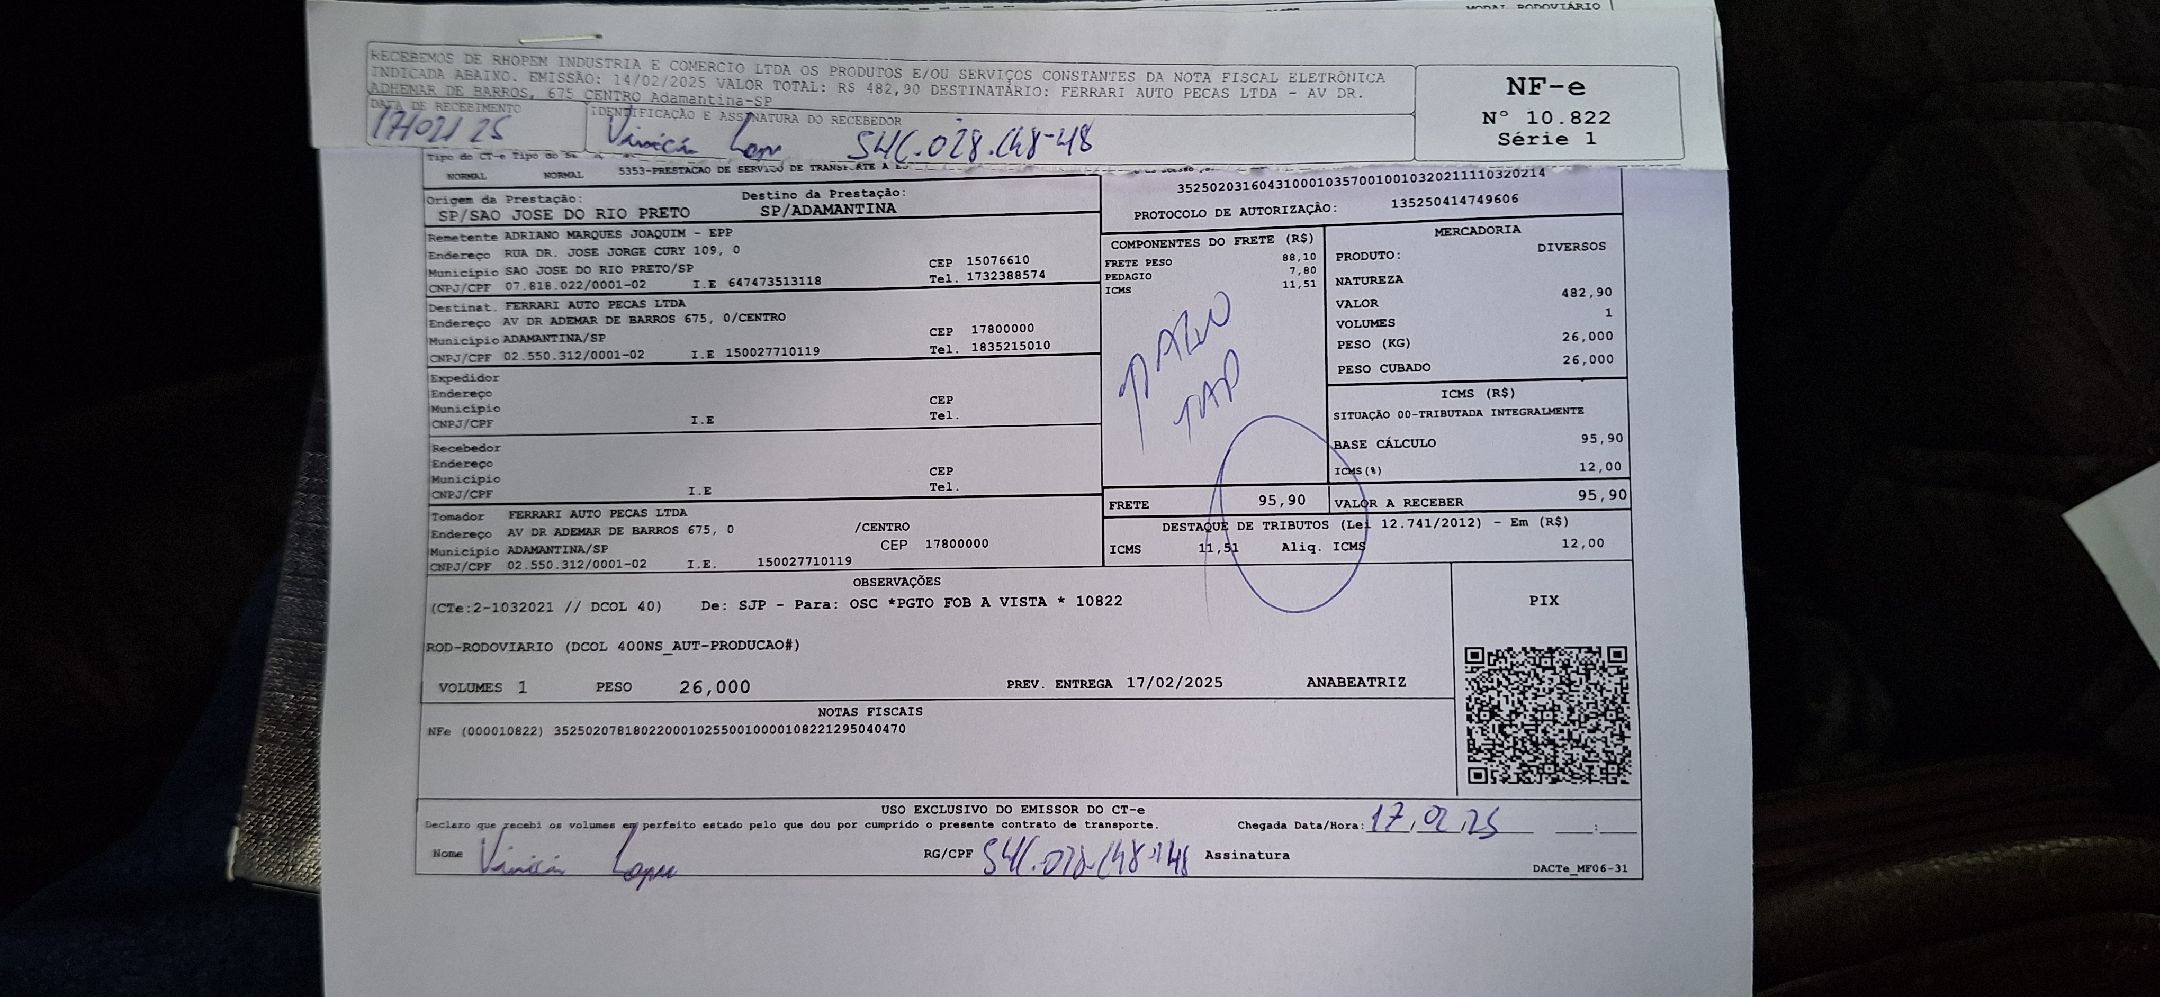 MODAL RODOVIÁRIO
RECEBEMOS DE RHOPEM INDUSTRIA E COMERCIO LTDA OS PRODUTOS E/OU SERVIÇOS CONSTANTES DA NOTA FISCAL ELETRÔNICA
INDICADA ABAIXO. EMISSÃO: 14/02/2025 VALOR TOTAL: R$ 482,90 DESTINATÁRIO: FERRARI AUTO PECAS LTDA - AV DR.
ADHEMAR DE BARROS, 675 CENTRO Adamantina-SP
NF-e
Nº 10.822
Série 1
DATA DE RECEBIMENTO
17/02/25
IDENTIFICAÇÃO E ASSINATURA DO RECEBEDOR
Tipo do CT-e Tipo do Se
NORMAL NORMAL 5353-PRESTACAO DE SERVICO DE TRANSPORTE A
35250203160431000103570010010320211110320214
PROTOCOLO DE AUTORIZAÇÃO: 135250414749606
Origem da Prestação: Destino da Prestação:
SP/SAO JOSE DO RIO PRETO SP/ADAMANTINA
Remetente ADRIANO MARQUES JOAQUIM - EPP
Endereço RUA DR. JOSE JORGE CURY 109, 0
Município SAO JOSE DO RIO PRETO/SP CEP 15076610
CNPJ/CPF 07.818.022/0001-02 I.E 647473513118 Tel. 1732388574
Destinat. FERRARI AUTO PECAS LTDA
Endereço AV DR ADEMAR DE BARROS 675, 0/CENTRO
Município ADAMANTINA/SP CEP 17800000
CNPJ/CPF 02.550.312/0001-02 I.E 150027710119 Tel. 1835215010
Expedidor
Endereço
Município CEP
CNPJ/CPF I.E Tel.
Recebedor
Endereço
Município CEP
CNPJ/CPF I.E Tel.
Tomador FERRARI AUTO PECAS LTDA
Endereço AV DR ADEMAR DE BARROS 675, 0 /CENTRO
Município ADAMANTINA/SP CEP 17800000
CNPJ/CPF 02.550.312/0001-02 I.E. 150027710119
COMPONENTES DO FRETE (R$)
FRETE PESO 88,10
PEDAGIO 7,80
ICMS 11,51
MERCADORIA
PRODUTO: DIVERSOS
NATUREZA
VALOR 482,90
VOLUMES 1
PESO (KG) 26,000
PESO CUBADO 26,000
ICMS (R$)
SITUAÇÃO 00-TRIBUTADA INTEGRALMENTE
BASE CÁLCULO 95,90
ICMS(%) 12,00
FRETE 95,90 VALOR A RECEBER 95,90
DESTAQUE DE TRIBUTOS (Lei 12.741/2012) - Em (R$)
ICMS 11,51 Aliq. ICMS 12,00
OBSERVAÇÕES
(CTe:2-1032021 // DCOL 40) De: SJP - Para: OSC *PGTO FOB A VISTA * 10822
ROD-RODOVIARIO (DCOL 400NS_AUT-PRODUCAO#)
VOLUMES 1 PESO 26,000 PREV. ENTREGA 17/02/2025 ANABEATRIZ
PIX
NOTAS FISCAIS
NFe (000010822) 35250207818022000102550010000108221295040470
USO EXCLUSIVO DO EMISSOR DO CT-e
Declaro que recebi os volumes em perfeito estado pelo que dou por cumprido o presente contrato de transporte. Chegada Data/Hora: 17,02,25 __:__
Nome RG/CPF Assinatura
DACTe_MF06-31